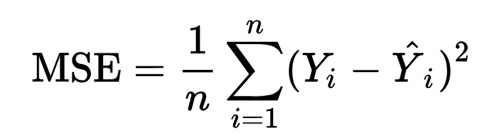 MSE = \frac{1}{n} \sum_{i=1}^{n} (Y_i - \hat{Y}_i)^2